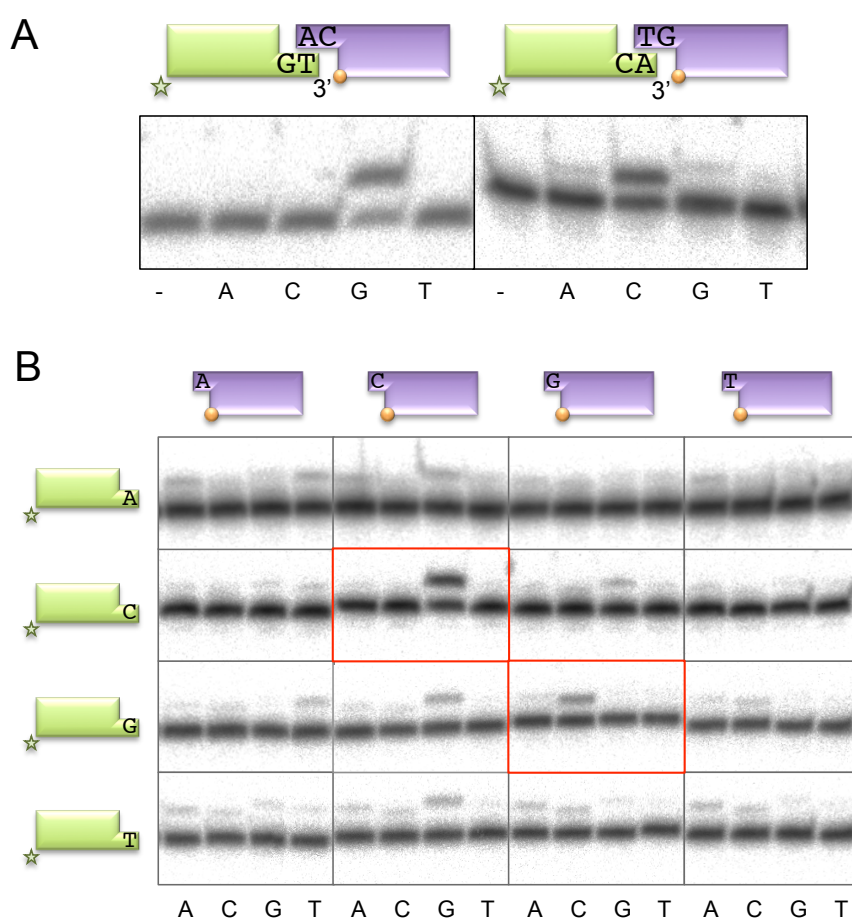 A
AC
GT
3’
TG
CA
3’
- A C G T - A C G T
B
A C G T
A
C
G
T
A C G T A C G T A C G T A C G T